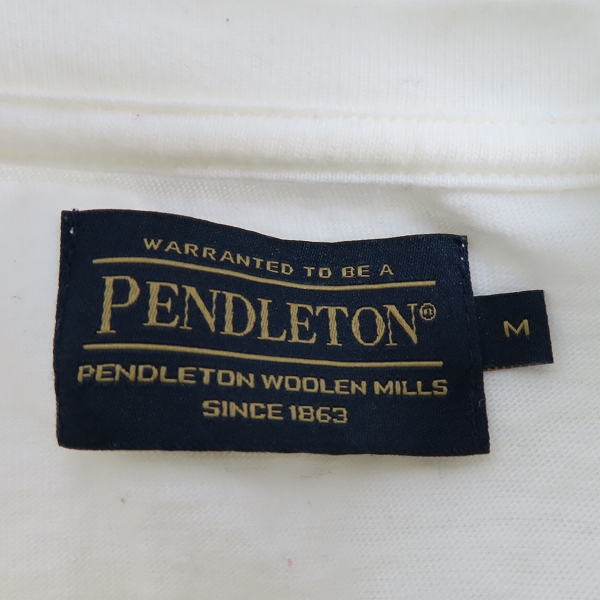 WARRANTED TO BE A
PENDLETON®
PENDLETON WOOLEN MILLS
SINCE 1863
M